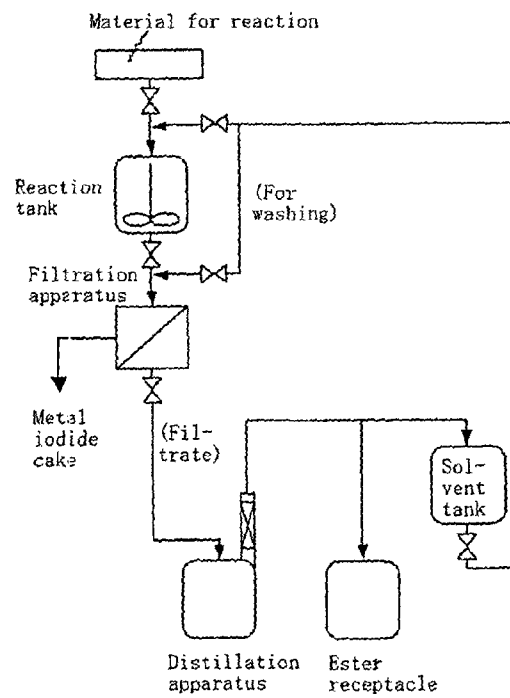 Material for reaction
Reaction
tank
(For
washing)
Filtration
apparatus
Metal
iodide
cake
(Fil-
trate)
Sol-
vent
tank
Distillation
apparatus
Ester
receptacle